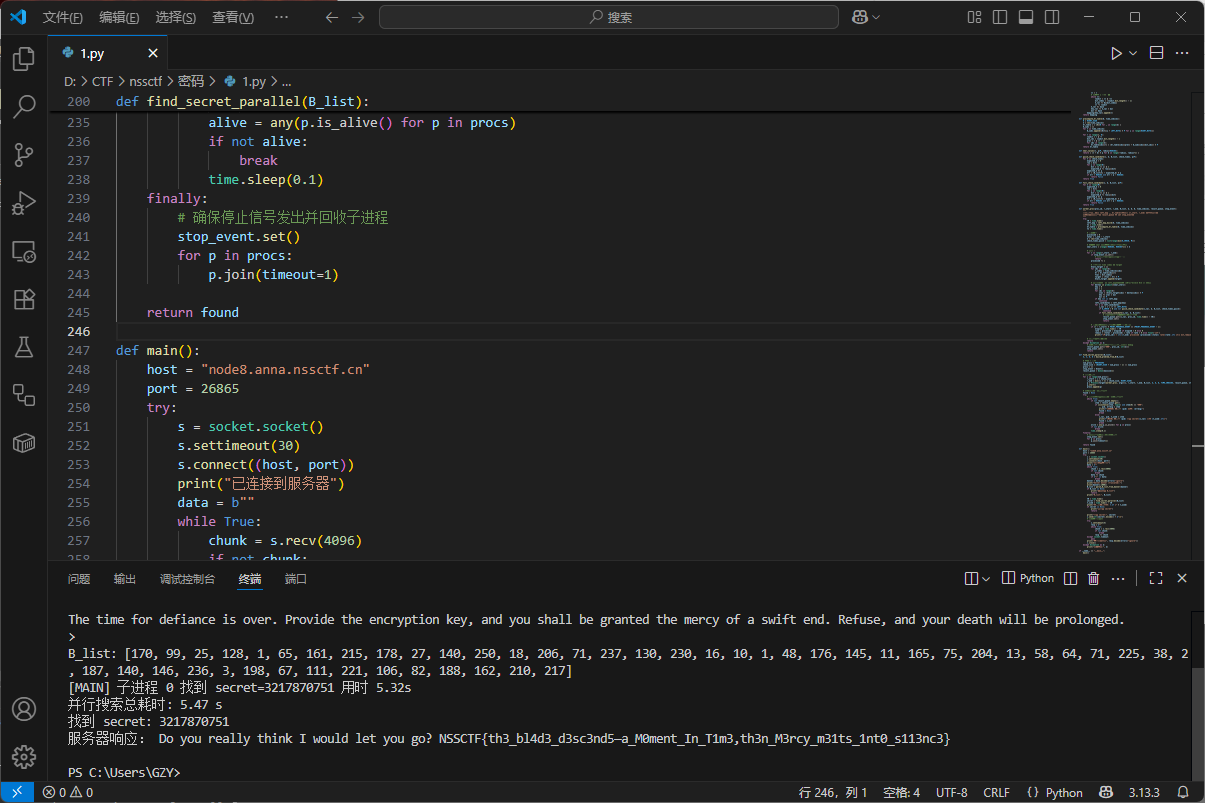 文件(F) 编辑(E) 选择(S) 查看(V) ··· 搜索
1.py
D: > CTF > nssctf > 密码 > 1.py > ...
200 def find_secret_parallel(B_list):
235 alive = any(p.is_alive() for p in procs)
236 if not alive:
237 break
238 time.sleep(0.1)
239 finally:
240 # 确保停止信号发出并回收子进程
241 stop_event.set()
242 for p in procs:
243 p.join(timeout=1)
244
245 return found
246
247 def main():
248 host = "node8.anna.nssctf.cn"
249 port = 26865
250 try:
251 s = socket.socket()
252 s.settimeout(30)
253 s.connect((host, port))
254 print("已连接到服务器")
255 data = b""
256 while True:
257 chunk = s.recv(4096)
258 if not chunk:
问题 输出 调试控制台 终端 端口 Python
The time for defiance is over. Provide the encryption key, and you shall be granted the mercy of a swift end. Refuse, and your death will be prolonged.
>
B_list: [170, 99, 25, 128, 1, 65, 161, 215, 178, 27, 140, 250, 18, 206, 71, 237, 130, 230, 16, 10, 1, 48, 176, 145, 11, 165, 75, 204, 13, 58, 64, 71, 225, 38, 2
, 187, 140, 146, 236, 3, 198, 67, 111, 221, 106, 82, 188, 162, 210, 217]
[MAIN] 子进程 0 找到 secret=3217870751 用时 5.32s
并行搜索总耗时: 5.47 s
找到 secret: 3217870751
服务器响应: Do you really think I would let you go? NSSCTF{th3_bl4d3_d3sc3nd5—a_M0ment_In_T1m3,th3n_M3rcy_m31ts_1nt0_s113nc3}
PS C:\Users\GZY>
0 0 行 246, 列 1 空格: 4 UTF-8 CRLF {} Python 3.13.3